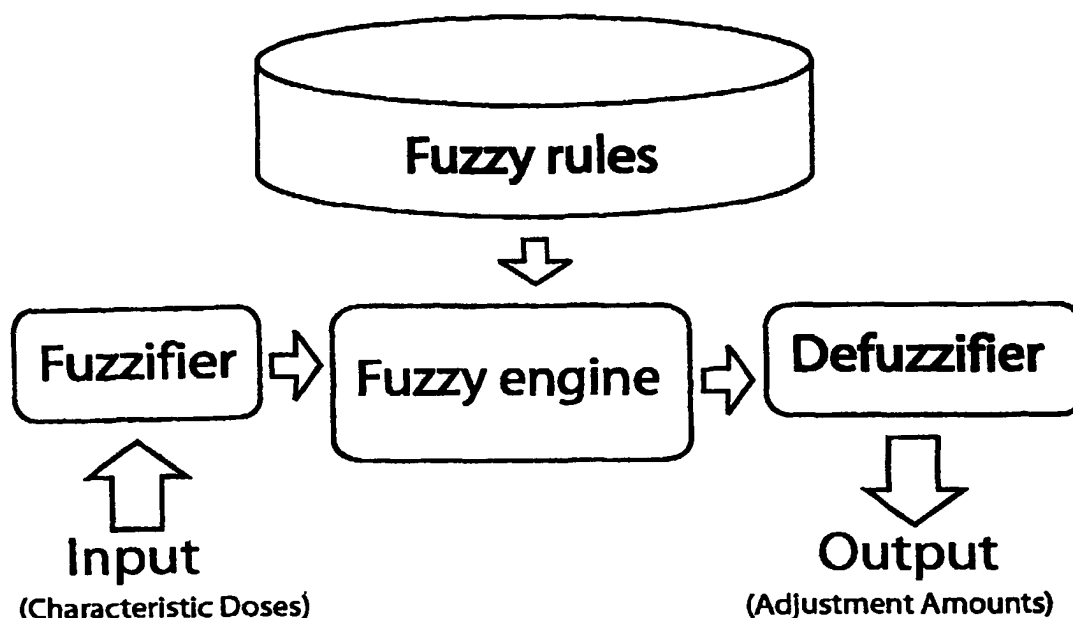 Fuzzy rules
Fuzzifier
Fuzzy engine
Defuzzifier
Input
(Characteristic Doses)
Output
(Adjustment Amounts)